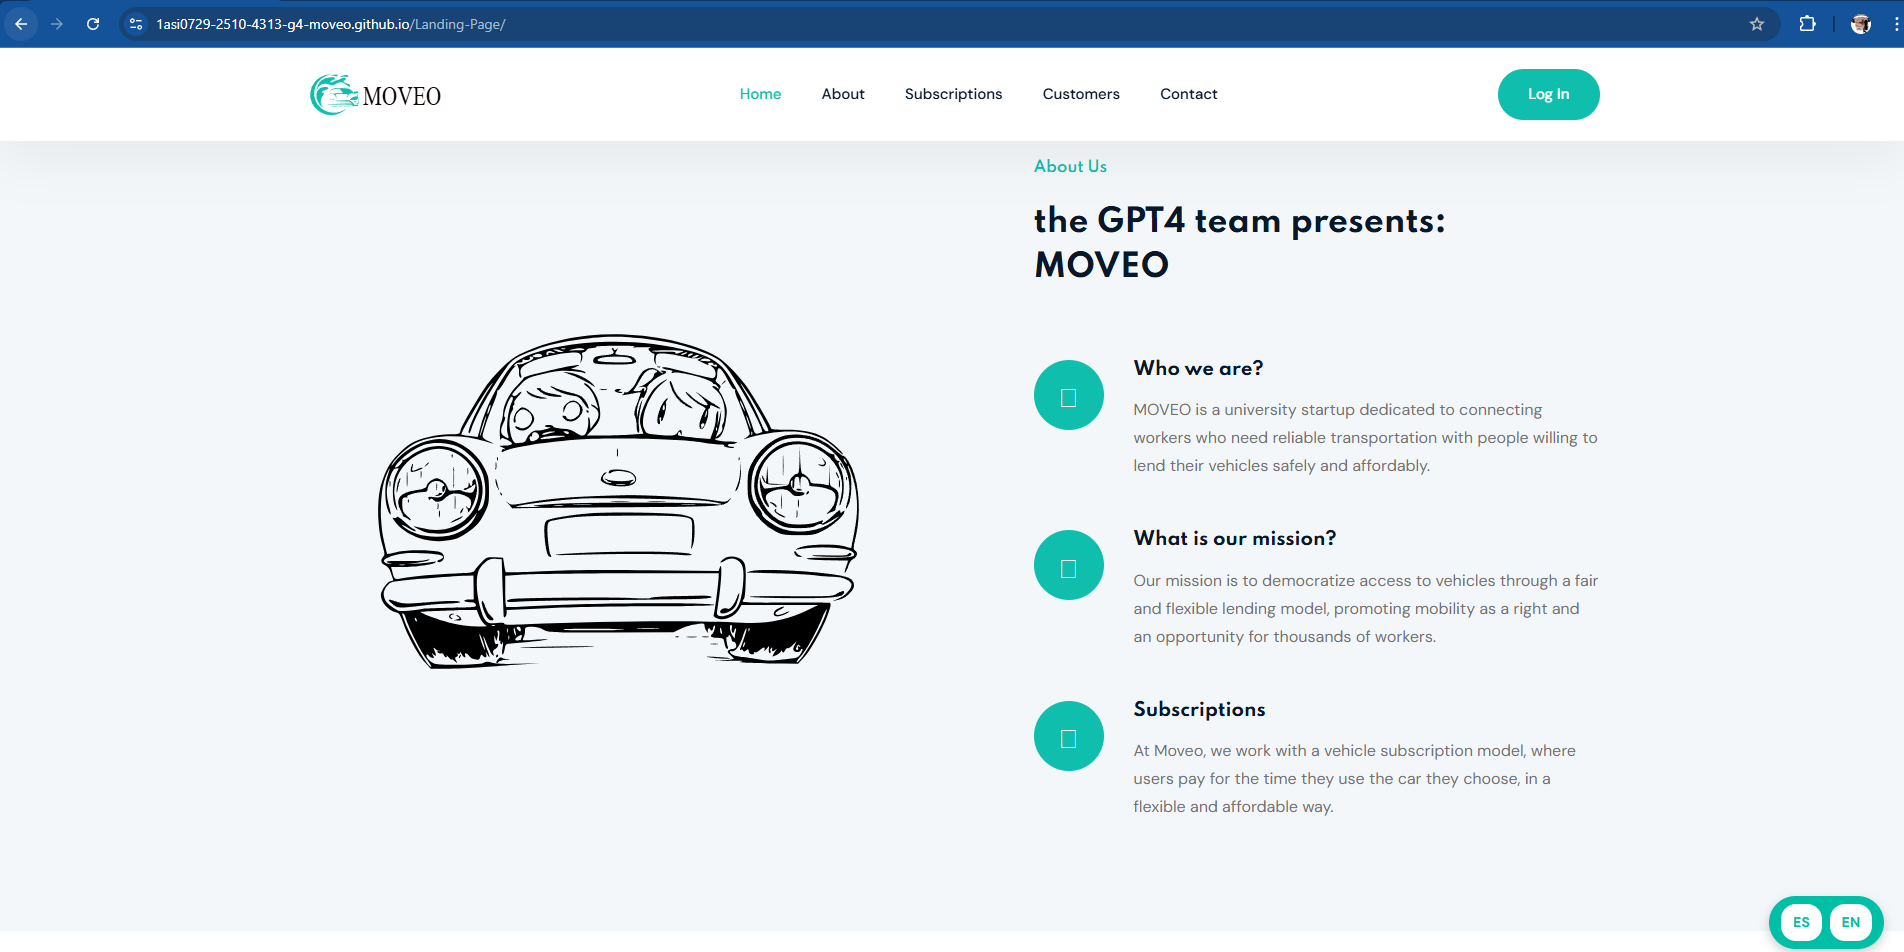 1asi0729-2510-4313-g4-moveo.github.io/Landing-Page/
MOVEO
Home
About
Subscriptions
Customers
Contact
Log In
About Us
the GPT4 team presents:
MOVEO
Who we are?
MOVEO is a university startup dedicated to connecting
workers who need reliable transportation with people willing to
lend their vehicles safely and affordably.
What is our mission?
Our mission is to democratize access to vehicles through a fair
and flexible lending model, promoting mobility as a right and
an opportunity for thousands of workers.
Subscriptions
At Moveo, we work with a vehicle subscription model, where
users pay for the time they use the car they choose, in a
flexible and affordable way.
ES
EN